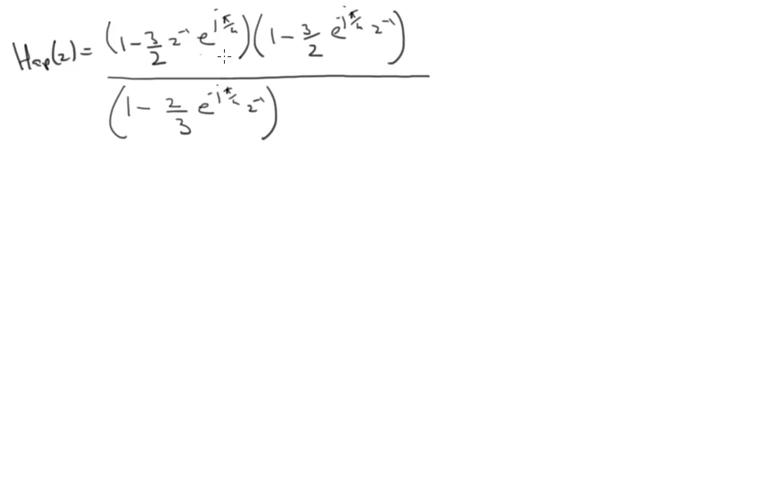 Hap(z) = (1 - 3/2 z⁻¹ e^{jπ/4})(1 - 3/2 e^{-jπ/4} z⁻¹)
(1 - 2/3 e^{-jπ/4} z⁻¹)